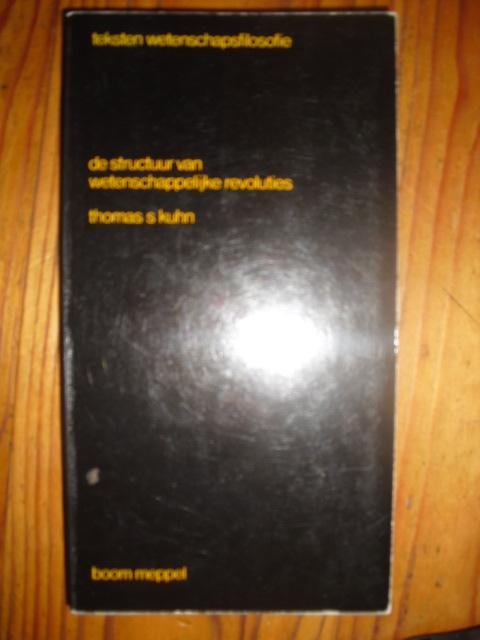 teksten wetenschapsfilosofie
de structuur van
wetenschappelijke revoluties
thomas s kuhn
boom meppel